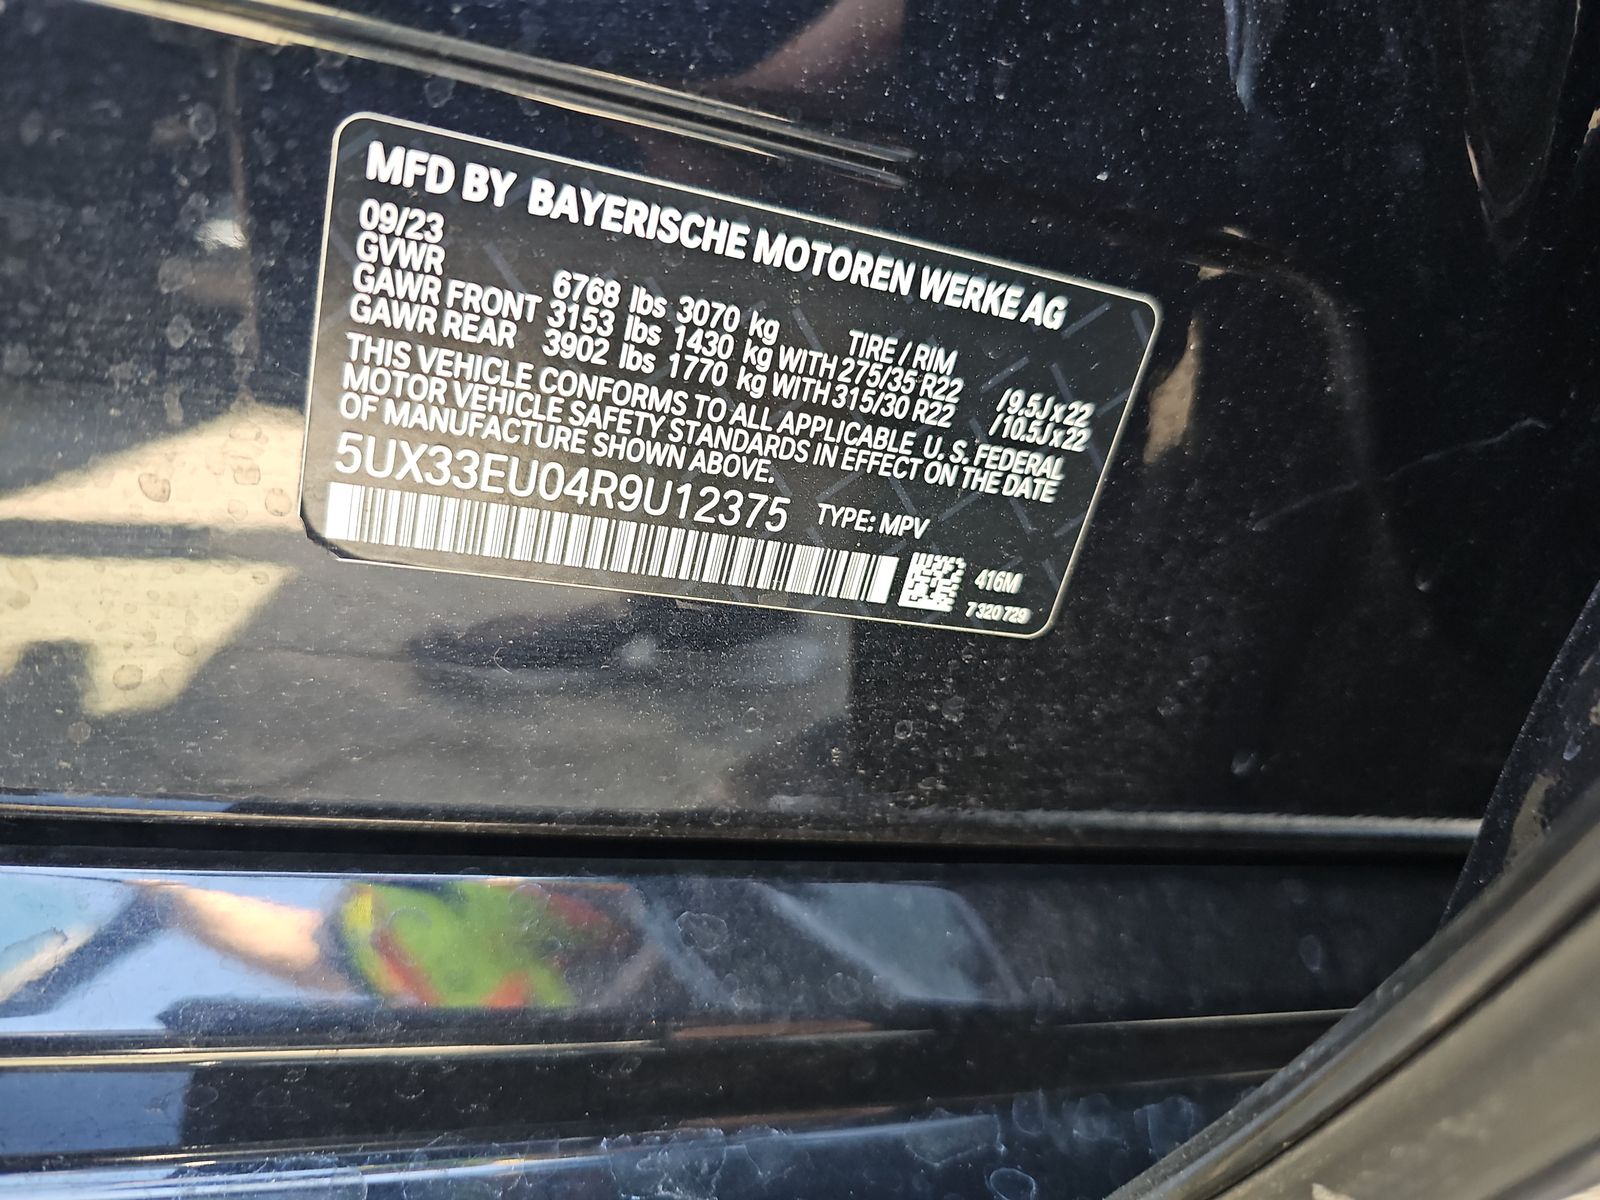 MFD BY BAYERISCHE MOTOREN WERKE AG
09/23
GVWR 6768 lbs 3070 kg TIRE / RIM
GAWR FRONT 3153 lbs 1430 kg WITH 275/35 R22 / 9.5J x 22
GAWR REAR 3902 lbs 1770 kg WITH 315/30 R22 / 10.5J x 22
THIS VEHICLE CONFORMS TO ALL APPLICABLE U. S. FEDERAL
MOTOR VEHICLE SAFETY STANDARDS IN EFFECT ON THE DATE
OF MANUFACTURE SHOWN ABOVE.
5UX33EU04R9U12375 TYPE: MPV
416M
7 320 729